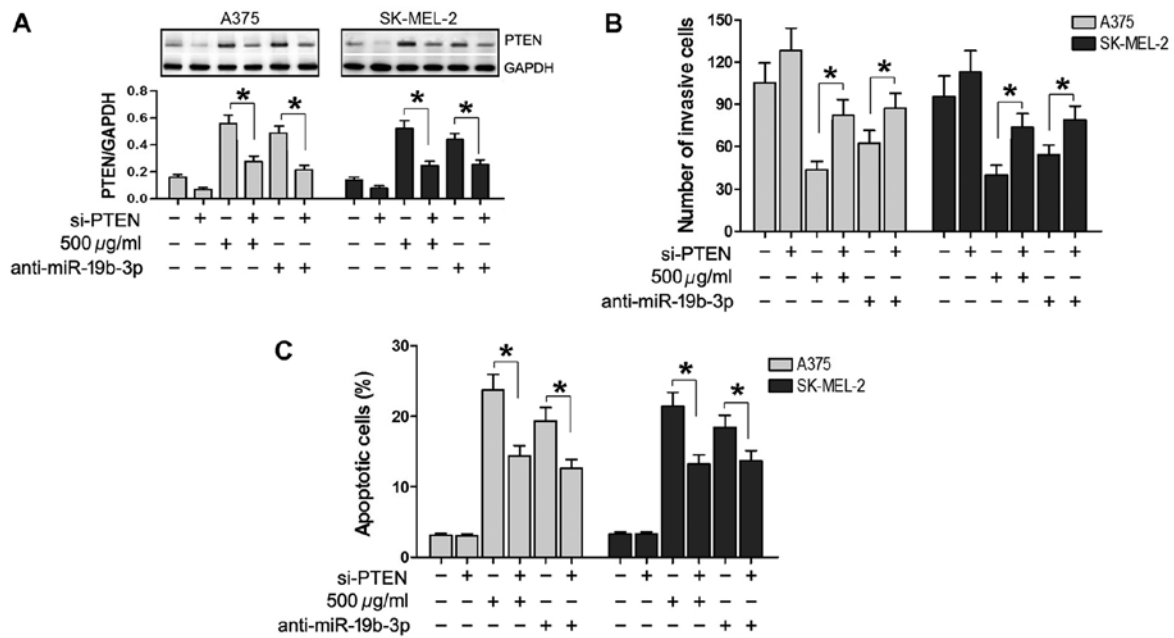 A
A375
SK-MEL-2
PTEN
GAPDH
PTEN/GAPDH
0.8
0.6
0.4
0.2
0.0
si-PTEN – + – + – + – + – + – +
500 µg/ml – – + + – – – – + + – –
anti-miR-19b-3p – – – – + + – – – – + +
* * * *
B
A375
SK-MEL-2
Number of invasive cells
150
120
90
60
30
0
* * * *
si-PTEN – + – + – + – + – + – +
500 µg/ml – – + + – – – – + + – –
anti-miR-19b-3p – – – – + + – – – – + +
C
A375
SK-MEL-2
Apoptotic cells (%)
30
20
10
0
* * * *
si-PTEN – + – + – + – + – + – +
500 µg/ml – – + + – – – – + + – –
anti-miR-19b-3p – – – – + + – – – – + +